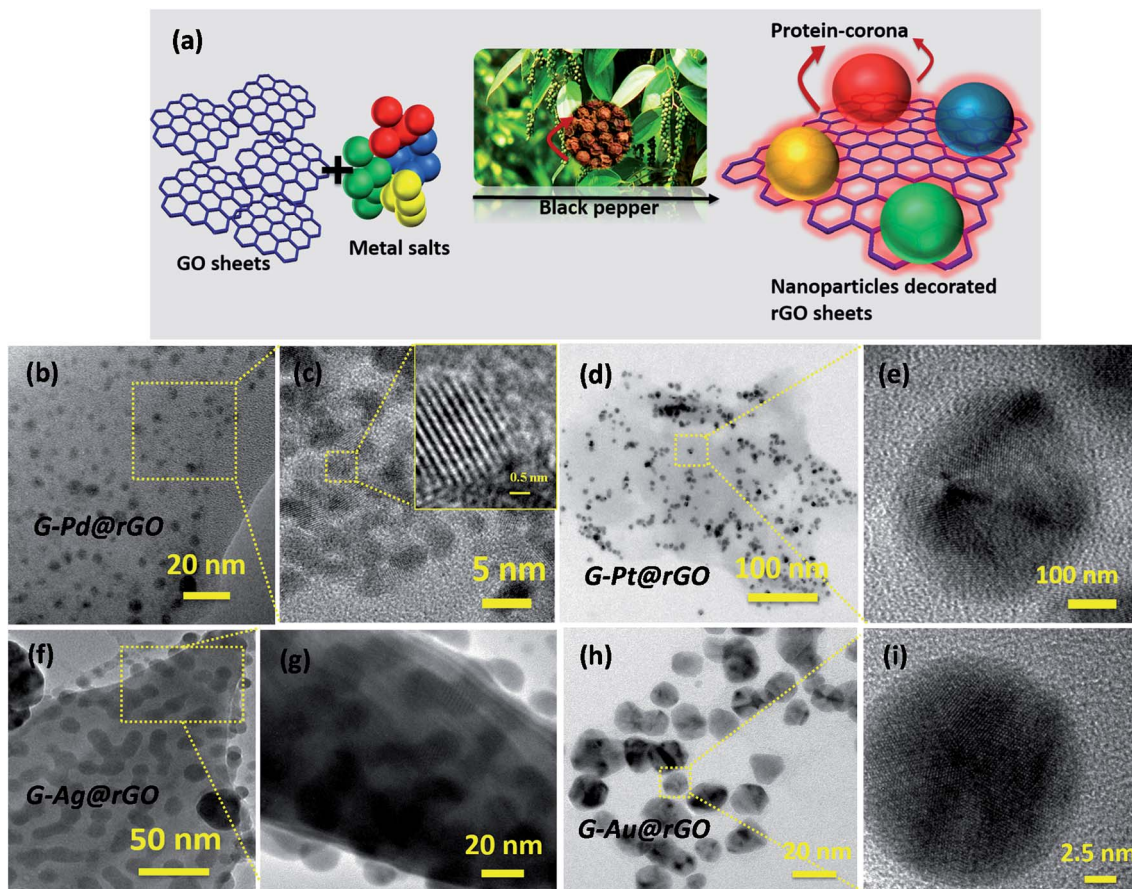 (a)
Protein-corona
GO sheets
+
Metal salts
Black pepper
Nanoparticles decorated
rGO sheets
(b)
G-Pd@rGO
20 nm
(c)
0.5 nm
5 nm
(d)
G-Pt@rGO
100 nm
(e)
100 nm
(f)
G-Ag@rGO
50 nm
(g)
20 nm
(h)
G-Au@rGO
20 nm
(i)
2.5 nm